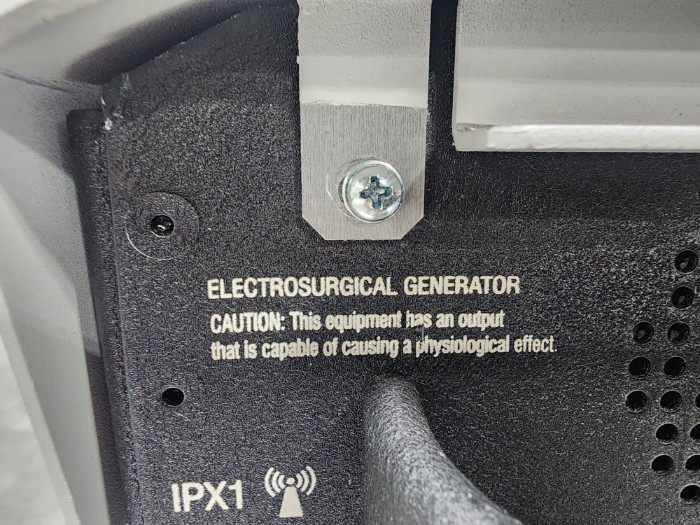 ELECTROSURGICAL GENERATOR
CAUTION: This equipment has an output
that is capable of causing a physiological effect.
IPX1